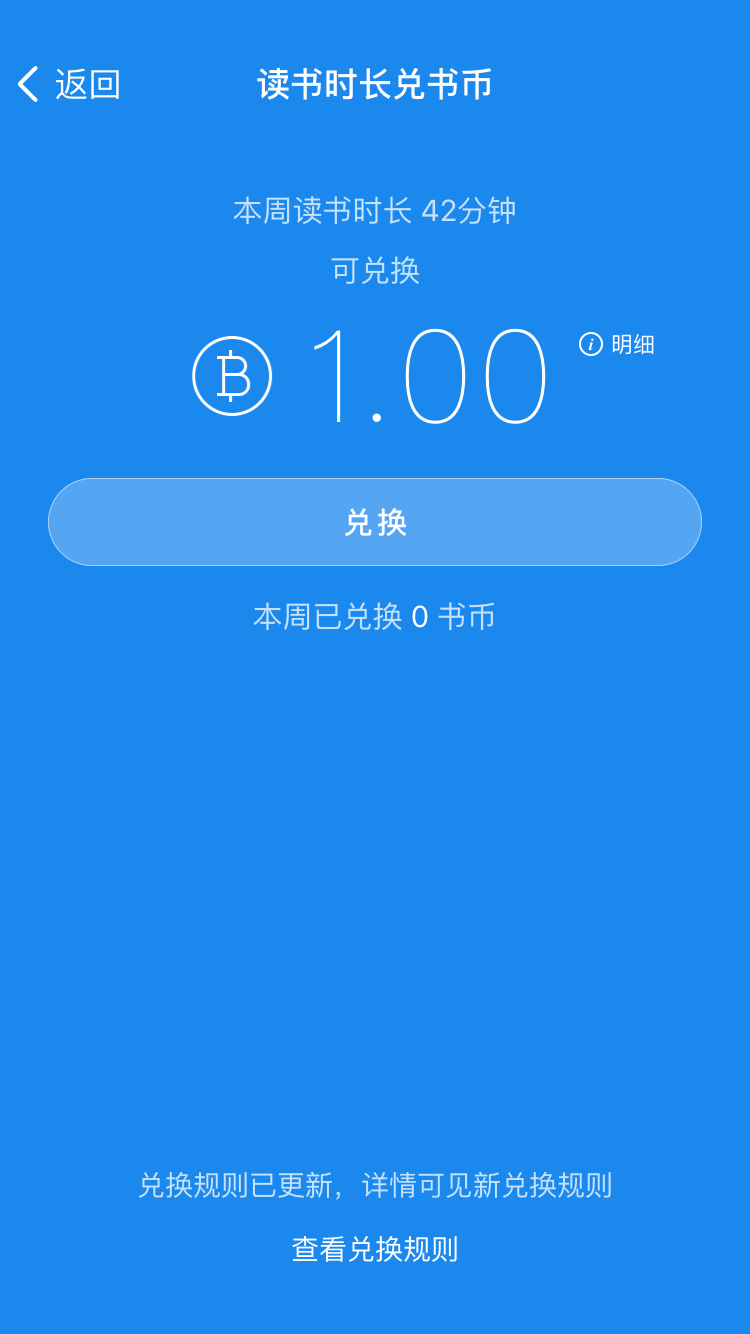 返回
读书时长兑书币
本周读书时长 42分钟
可兑换
1.00
明细
兑换
本周已兑换 0 书币
兑换规则已更新，详情可见新兑换规则
查看兑换规则